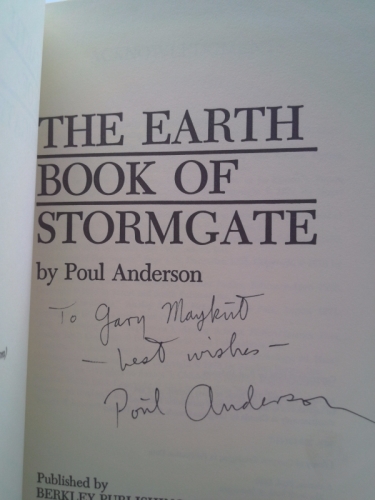 THE EARTH
BOOK OF
STORMGATE
by Poul Anderson
To Gary Maykut
- best wishes -
Poul Anderson
Published by